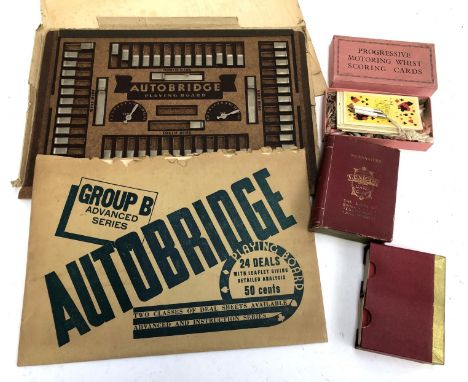 AUTOBRIDGE
PLAYING BOARD
PROGRESSIVE
MOTORING WHIST
SCORING CARDS
GROUP B
ADVANCED
SERIES
AUTOBRIDGE
PLAYING BOARD
24 DEALS
WITH LEAFLET GIVING
DETAILED ANALYSIS
50 cents
TWO CLASSES OF DEAL SHEETS AVAILABLE
ADVANCED AND INSTRUCTION SERIES
LEXICON